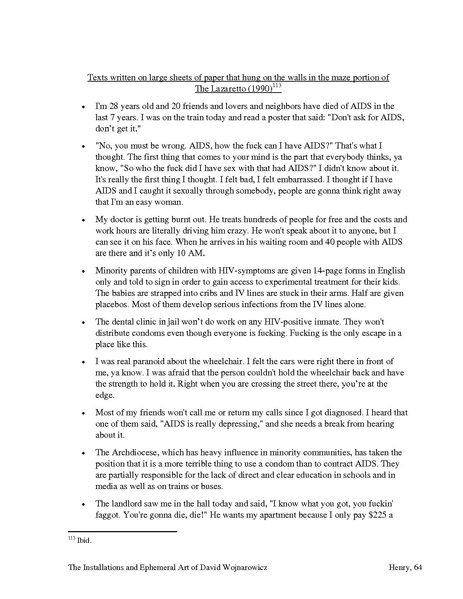 Texts written on large sheets of paper that hung on the walls in the maze portion of
The Lazaretto (1990)113
• I'm 28 years old and 20 friends and lovers and neighbors have died of AIDS in the
last 7 years. I was on the train today and read a poster that said: "Don't ask for AIDS,
don't get it."
• "No, you must be wrong. AIDS, how the fuck can I have AIDS?" That's what I
thought. The first thing that comes to your mind is the part that everybody thinks, ya
know, "So who the fuck did I have sex with that had AIDS?" I didn't know about it.
It's really the first thing I thought. I felt bad, I felt embarrassed. I thought if I have
AIDS and I caught it sexually through somebody, people are gonna think right away
that I'm an easy woman.
• My doctor is getting burnt out. He treats hundreds of people for free and the costs and
work hours are literally driving him crazy. He won't speak about it to anyone, but I
can see it on his face. When he arrives in his waiting room and 40 people with AIDS
are there and it's only 10 AM.
• Minority parents of children with HIV-symptoms are given 14-page forms in English
only and told to sign in order to gain access to experimental treatment for their kids.
The babies are strapped into cribs and IV lines are stuck in their arms. Half are given
placebos. Most of them develop serious infections from the IV lines alone.
• The dental clinic in jail won't do work on any HIV-positive inmate. They won't
distribute condoms even though everyone is fucking. Fucking is the only escape in a
place like this.
• I was real paranoid about the wheelchair. I felt the cars were right there in front of
me, ya know. I was afraid that the person couldn't hold the wheelchair back and have
the strength to hold it. Right when you are crossing the street there, you're at the
edge.
• Most of my friends won't call me or return my calls since I got diagnosed. I heard that
one of them said, "AIDS is really depressing," and she needs a break from hearing
about it.
• The Archdiocese, which has heavy influence in minority communities, has taken the
position that it is a more terrible thing to use a condom than to contract AIDS. They
are partially responsible for the lack of direct and clear education in schools and in
media as well as on trains or buses.
• The landlord saw me in the hall today and said, "I know what you got, you fuckin'
faggot. You're gonna die, die!" He wants my apartment because I only pay $225 a
113 Ibid.
The Installations and Ephemeral Art of David Wojnarowicz Henry, 64